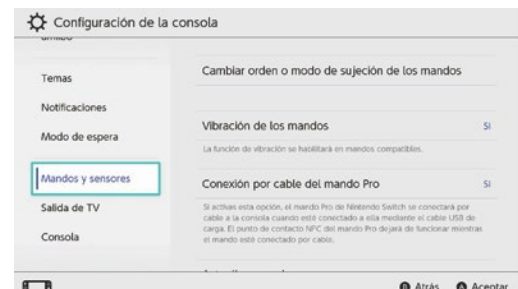 Configuración de la consola
amiibo
Temas
Notificaciones
Modo de espera
Mandos y sensores
Salida de TV
Consola
Cambiar orden o modo de sujeción de los mandos
Vibración de los mandos
Sí
La función de vibración se habilitará en mandos compatibles.
Conexión por cable del mando Pro
Sí
Si activas esta opción, el mando Pro de Nintendo Switch se conectará por
cable a la consola cuando esté conectado a ella mediante el cable USB de
carga. El punto de contacto NFC del mando Pro dejará de funcionar mientras
el mando esté conectado por cable.
B Atrás
A Aceptar